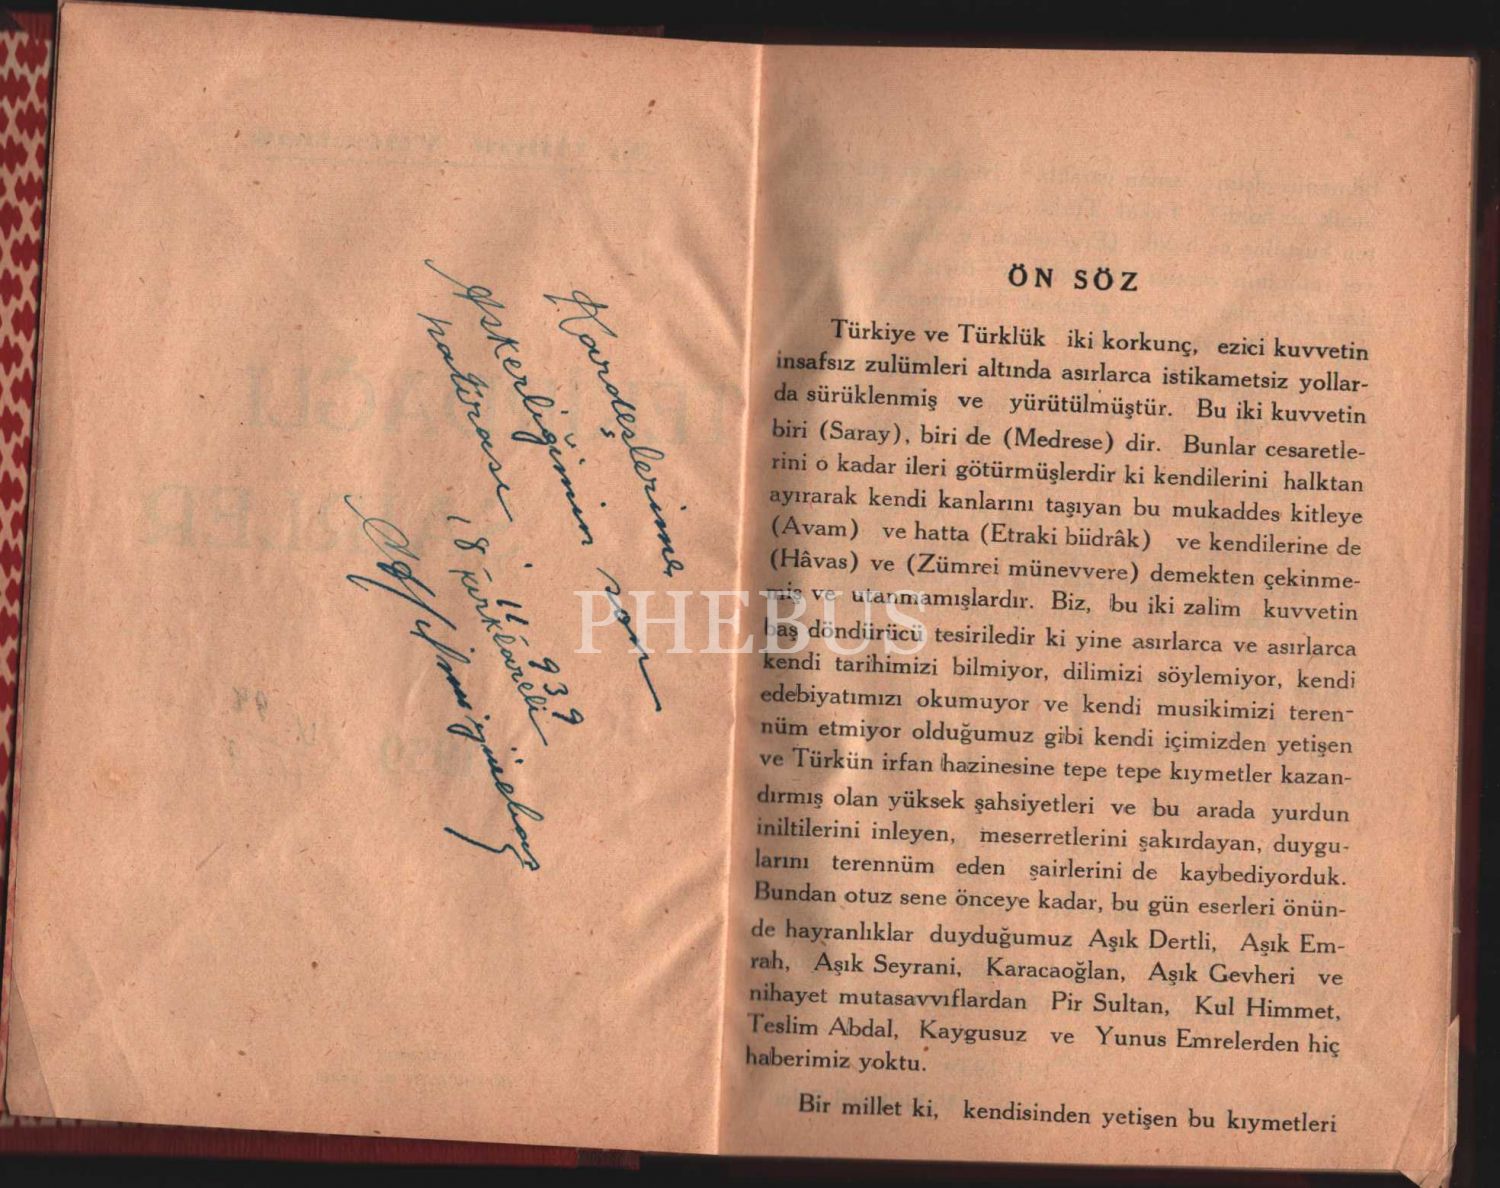 Kardeşlerime
Askerliğimin son
hatırası
18 . 11 939
Kırklareli
ÖN SÖZ
Türkiye ve Türklük iki korkunç, ezici kuvvetin
insafsız zulümleri altında asırlarca istikametsiz yollar-
da sürüklenmiş ve yürütülmüştür. Bu iki kuvvetin
biri (Saray), biri de (Medrese) dir. Bunlar cesaretle-
rini o kadar ileri götürmüşlerdir ki kendilerini halktan
ayırarak kendi kanlarını taşıyan bu mukaddes kitleye
(Avam) ve hatta (Etraki biidrâk) ve kendilerine de
(Hâvas) ve (Zümrei münevvere) demekten çekinme-
miş ve utanmamışlardır. Biz, bu iki zalim kuvvetin
baş döndürücü tesiriledir ki yine asırlarca ve asırlarca
kendi tarihimizi bilmiyor, dilimizi söylemiyor, kendi
edebiyatımızı okumuyor ve kendi musikimizi teren-
nüm etmiyor olduğumuz gibi kendi içimizden yetişen
ve Türkün irfan hazinesine tepe tepe kıymetler kazan-
dırmış olan yüksek şahsiyetleri ve bu arada yurdun
iniltilerini inleyen, meserretlerini şakırdayan, duygu-
larını terennüm eden şairlerini de kaybediyorduk.
Bundan otuz sene önceye kadar, bu gün eserleri önün-
de hayranlıklar duyduğumuz Aşık Dertli, Aşık Em-
rah, Aşık Seyrani, Karacaoğlan, Aşık Gevheri ve
nihayet mutasavvıflardan Pir Sultan, Kul Himmet,
Teslim Abdal, Kaygusuz ve Yunus Emrelerden hiç
haberimiz yoktu.
Bir millet ki, kendisinden yetişen bu kıymetleri
PHEBUS